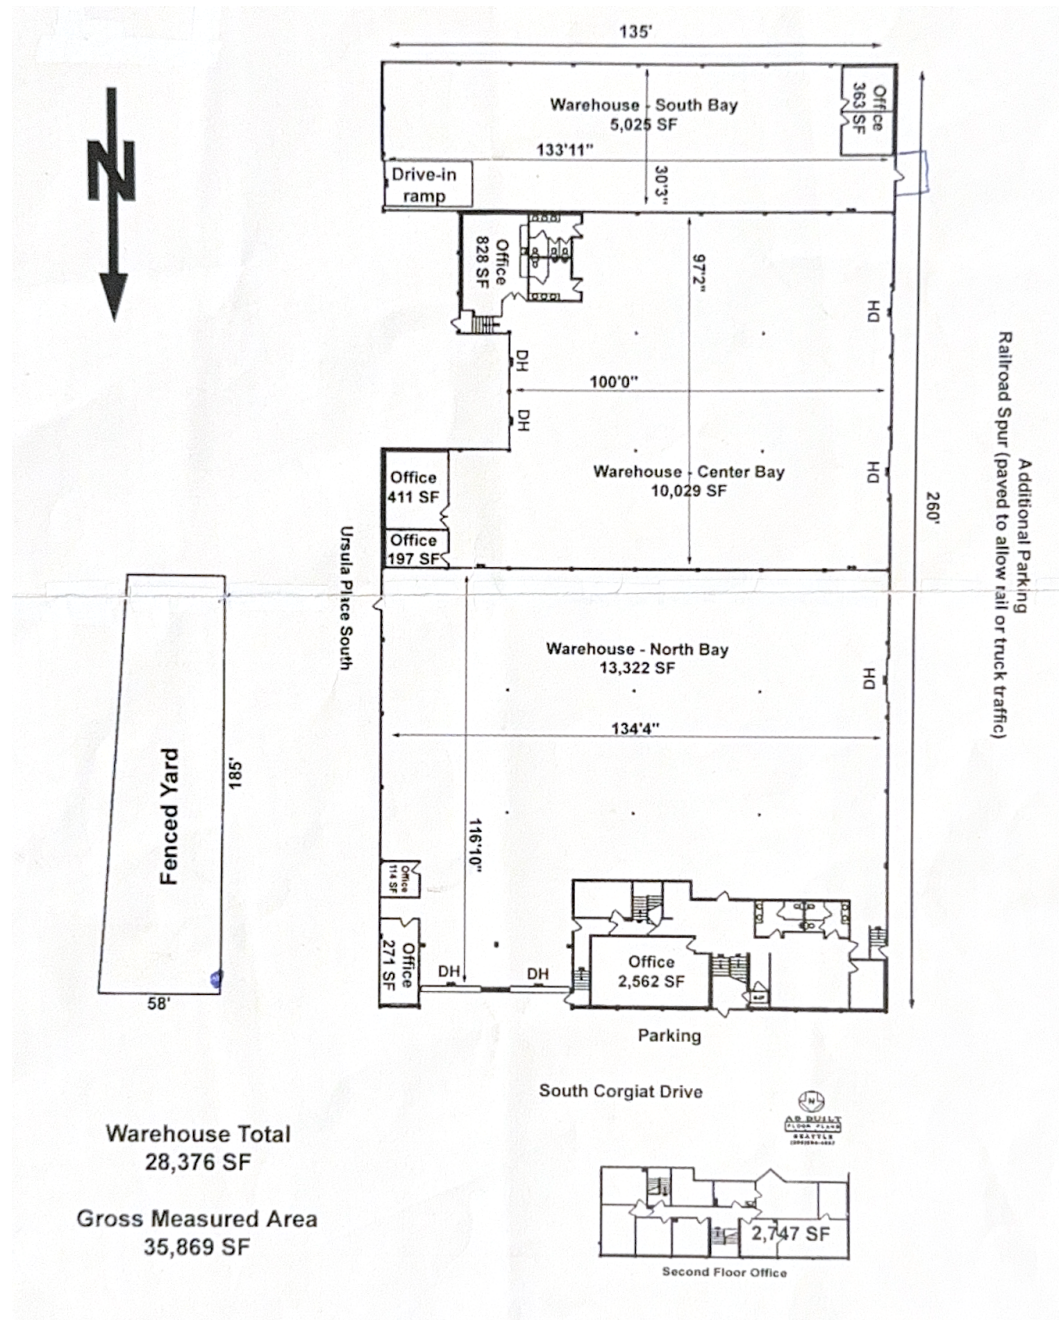 135'
Warehouse - South Bay
5,025 SF
Office
363 SF
133'11"
30'3"
Drive-in
ramp
N
Office
828 SF
97'2"
DH
DH
100'0"
DH
Warehouse - Center Bay
10,029 SF
DH
Office
411 SF
Office
197 SF
260'
Additional Parking
Railroad Spur (paved to allow rail or truck traffic)
Ursula Place South
Warehouse - North Bay
13,322 SF
DH
134'4"
116'10"
Fenced Yard
185'
58'
Office
114 SF
Office
271 SF
DH
DH
Office
2,562 SF
Parking
South Corgiat Drive
N
AS BUILT
FLOOR PLANS
SEATTLE
Warehouse Total
28,376 SF
Gross Measured Area
35,869 SF
2,747 SF
Second Floor Office